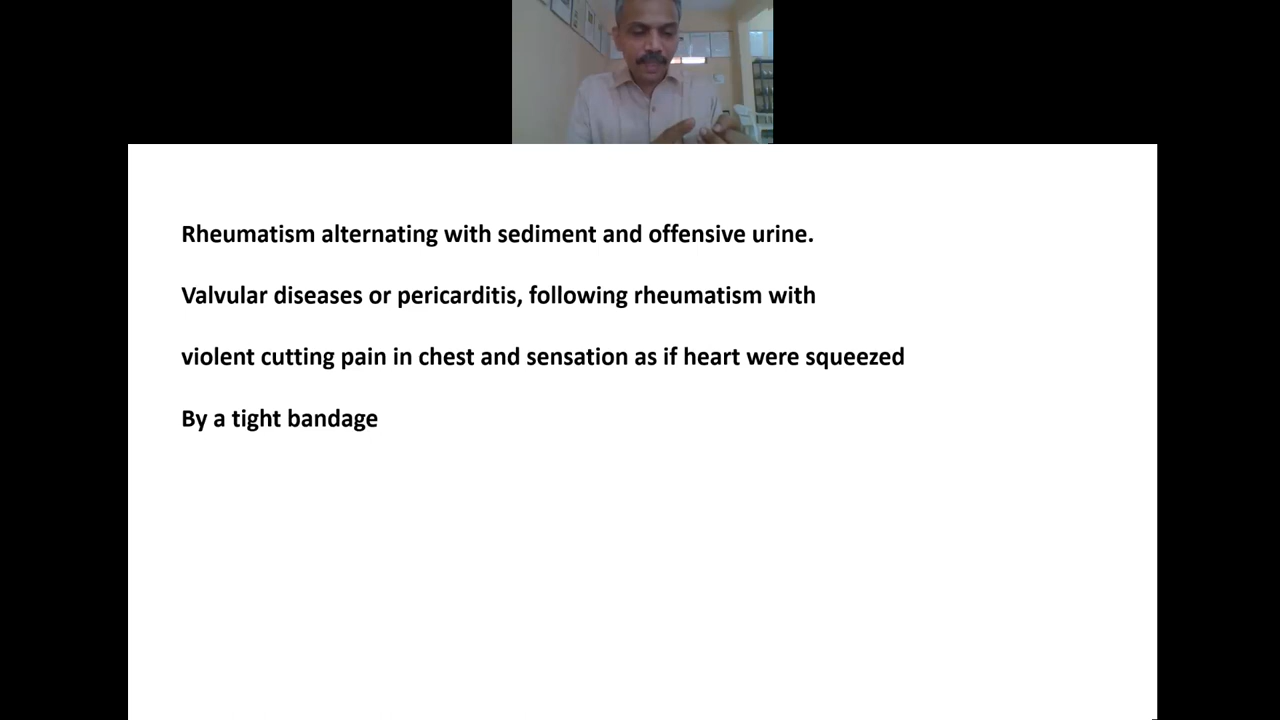 Rheumatism alternating with sediment and offensive urine.
Valvular diseases or pericarditis, following rheumatism with
violent cutting pain in chest and sensation as if heart were squeezed
By a tight bandage